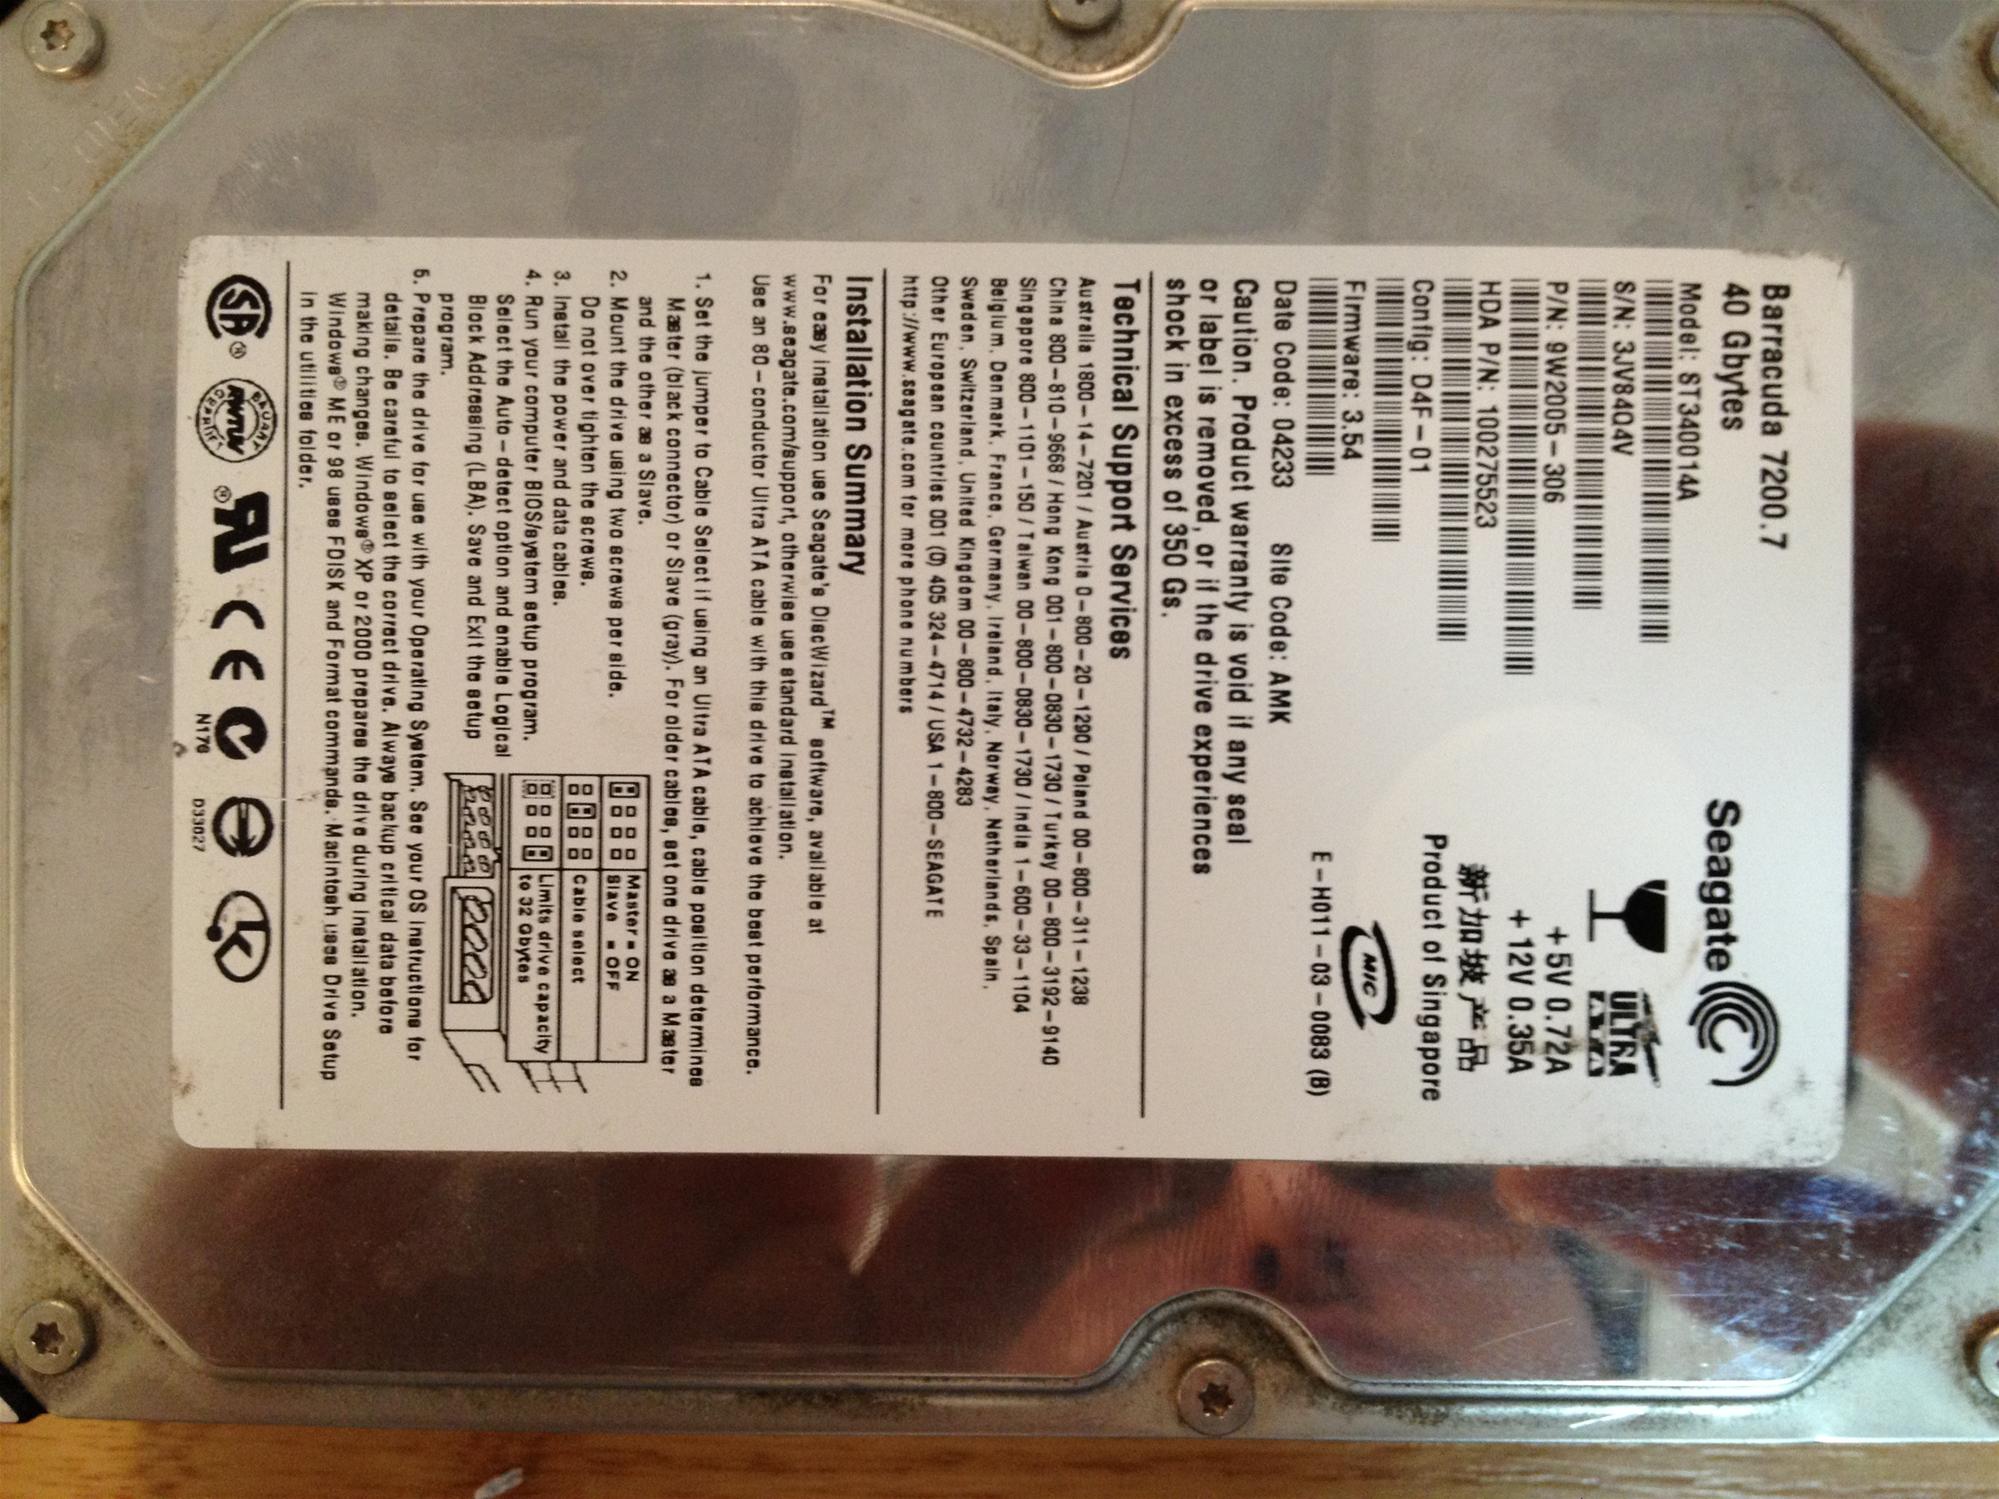 Barracuda 7200.7
40 Gbytes
Seagate
Model: ST340014A
S/N: 3JV84Q4V
ULTRA
ATA
P/N: 9W2005-306
+5V 0.72A
+12V 0.35A
HDA P/N: 100275523
新加坡产品
Config: D4F-01
Product of Singapore
Firmware: 3.54
MIC
E-H011-03-0083 (B)
Date Code: 04233 Site Code: AMK
Caution. Product warranty is void if any seal
or label is removed, or if the drive experiences
shock in excess of 350 Gs.
Technical Support Services
Australia 1800-14-7201 / Austria 0-800-20-1290 / Poland 00-800-311-1238
China 800-810-9668 / Hong Kong 001-800-0830-1730 / Turkey 00-800-3192-9140
Singapore 800-1101-150 / Taiwan 00-800-0830-1730 / India 1-600-33-1104
Belgium, Denmark, France, Germany, Ireland, Italy, Norway, Netherlands, Spain,
Sweden, Switzerland, United Kingdom 00-800-4732-4283
Other European countries 001 (0) 405 324-4714 / USA 1-800-SEAGATE
http://www.seagate.com for more phone numbers
Installation Summary
For easy installation use Seagate's DiscWizard™ software, available at
www.seagate.com/support, otherwise use standard installation.
Use an 80-conductor Ultra ATA cable with this drive to achieve the best performance.
1. Set the jumper to Cable Select if using an Ultra ATA cable, cable position determines
Master (black connector) or Slave (gray). For older cables, set one drive as a Master
and the other as a Slave.
2. Mount the drive using two screws per side.
Do not over tighten the screws.
3. Install the power and data cables.
4. Run your computer BIOS/system setup program.
Select the Auto-detect option and enable Logical
Block Addressing (LBA). Save and Exit the setup
program.
Master = ON
Slave = OFF
Cable select
Limits drive capacity
to 32 Gbytes
5. Prepare the drive for use with your Operating System. See your OS instructions for
details. Be careful to select the correct drive. Always backup critical data before
making changes. Windows® XP or 2000 prepares the drive during installation.
Windows® ME or 98 uses FDISK and Format commands. Macintosh uses Drive Setup
in the utilities folder.
N176
D33027